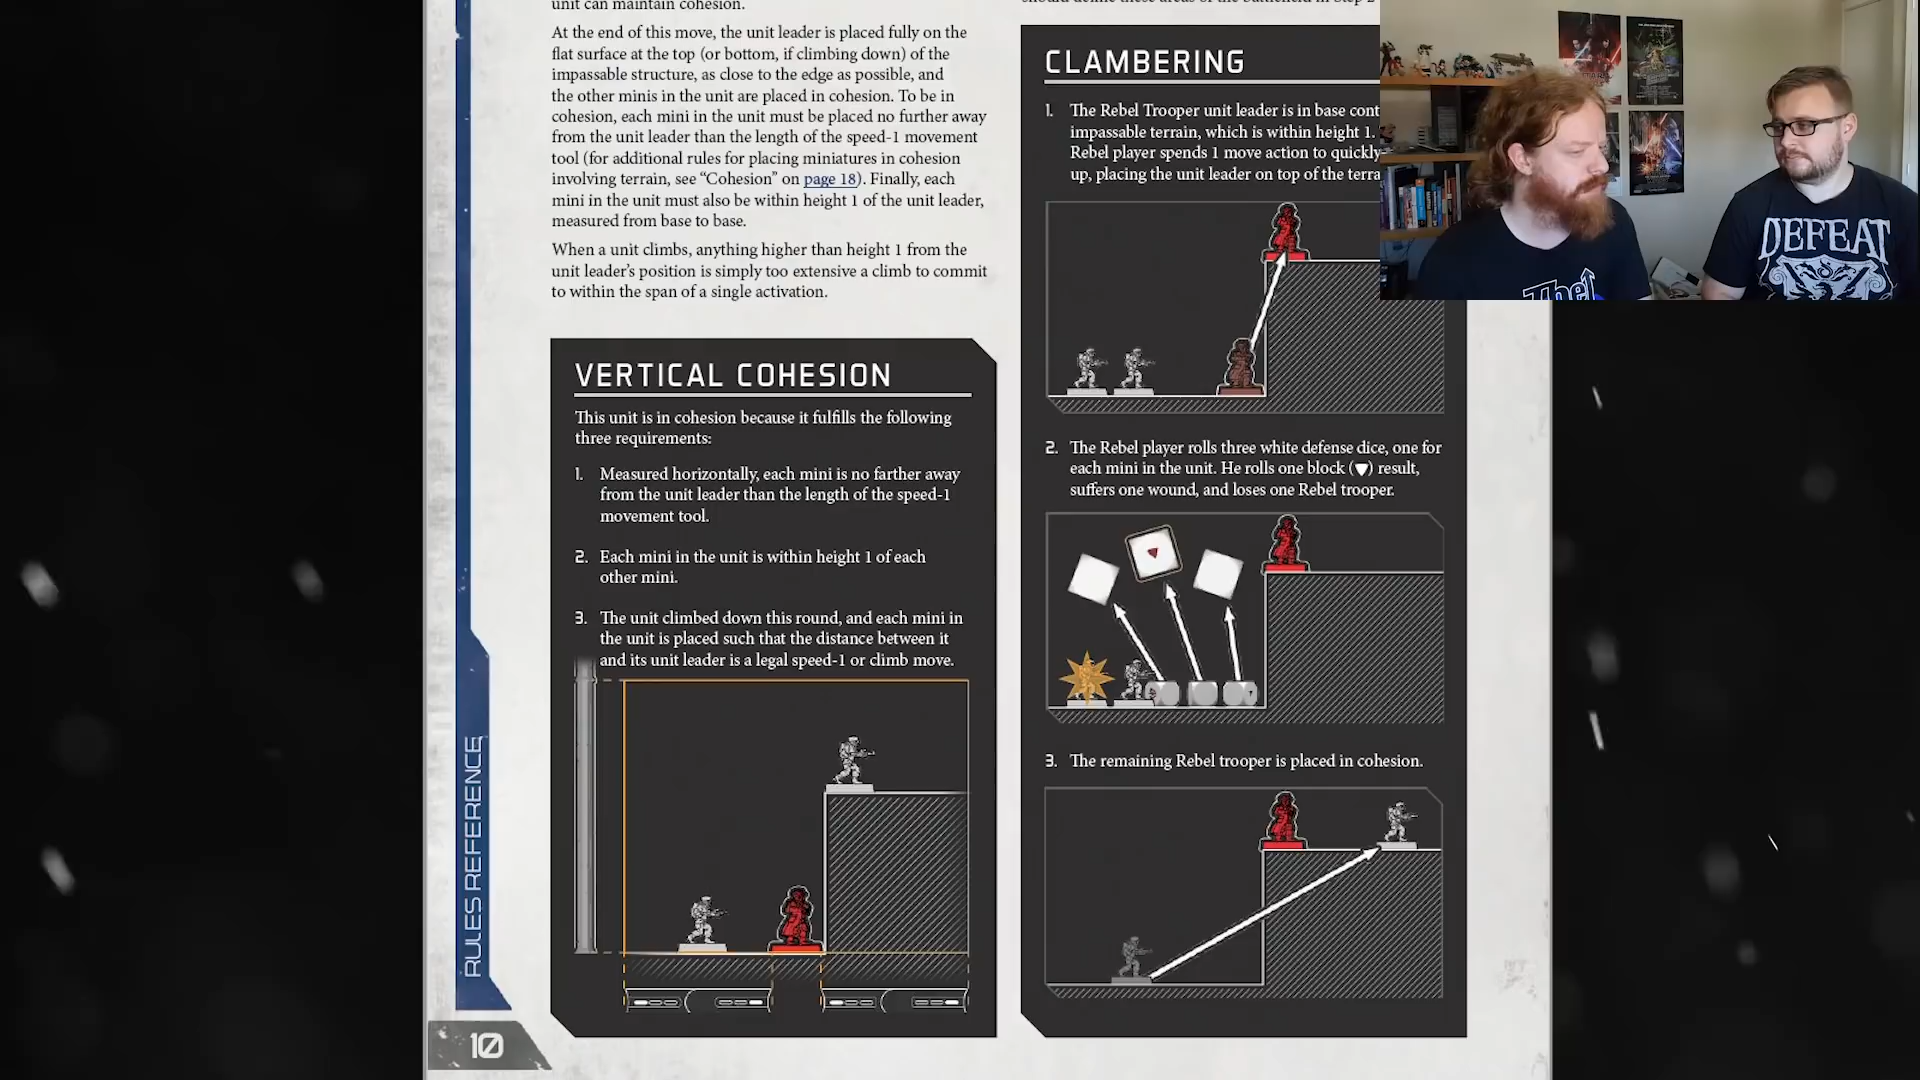 unit can maintain cohesion.
At the end of this move, the unit leader is placed fully on the
flat surface at the top (or bottom, if climbing down) of the
impassable structure, as close to the edge as possible, and
the other minis in the unit are placed in cohesion. To be in
cohesion, each mini in the unit must be placed no further away
from the unit leader than the length of the speed-1 movement
tool (for additional rules for placing miniatures in cohesion
involving terrain, see “Cohesion” on page 18). Finally, each
mini in the unit must also be within height 1 of the unit leader,
measured from base to base.
When a unit climbs, anything higher than height 1 from the
unit leader’s position is simply too extensive a climb to commit
to within the span of a single activation.
VERTICAL COHESION
This unit is in cohesion because it fulfills the following
three requirements:
1. Measured horizontally, each mini is no farther away
from the unit leader than the length of the speed-1
movement tool.
2. Each mini in the unit is within height 1 of each
other mini.
3. The unit climbed down this round, and each mini in
the unit is placed such that the distance between it
and its unit leader is a legal speed-1 or climb move.
RULES REFERENCE
10
should define these areas of the battlefield in Step 2
CLAMBERING
1. The Rebel Trooper unit leader is in base cont
impassable terrain, which is within height 1.
Rebel player spends 1 move action to quickly
up, placing the unit leader on top of the terra
2. The Rebel player rolls three white defense dice, one for
each mini in the unit. He rolls one block (▼) result,
suffers one wound, and loses one Rebel trooper.
3. The remaining Rebel trooper is placed in cohesion.
DEFEAT